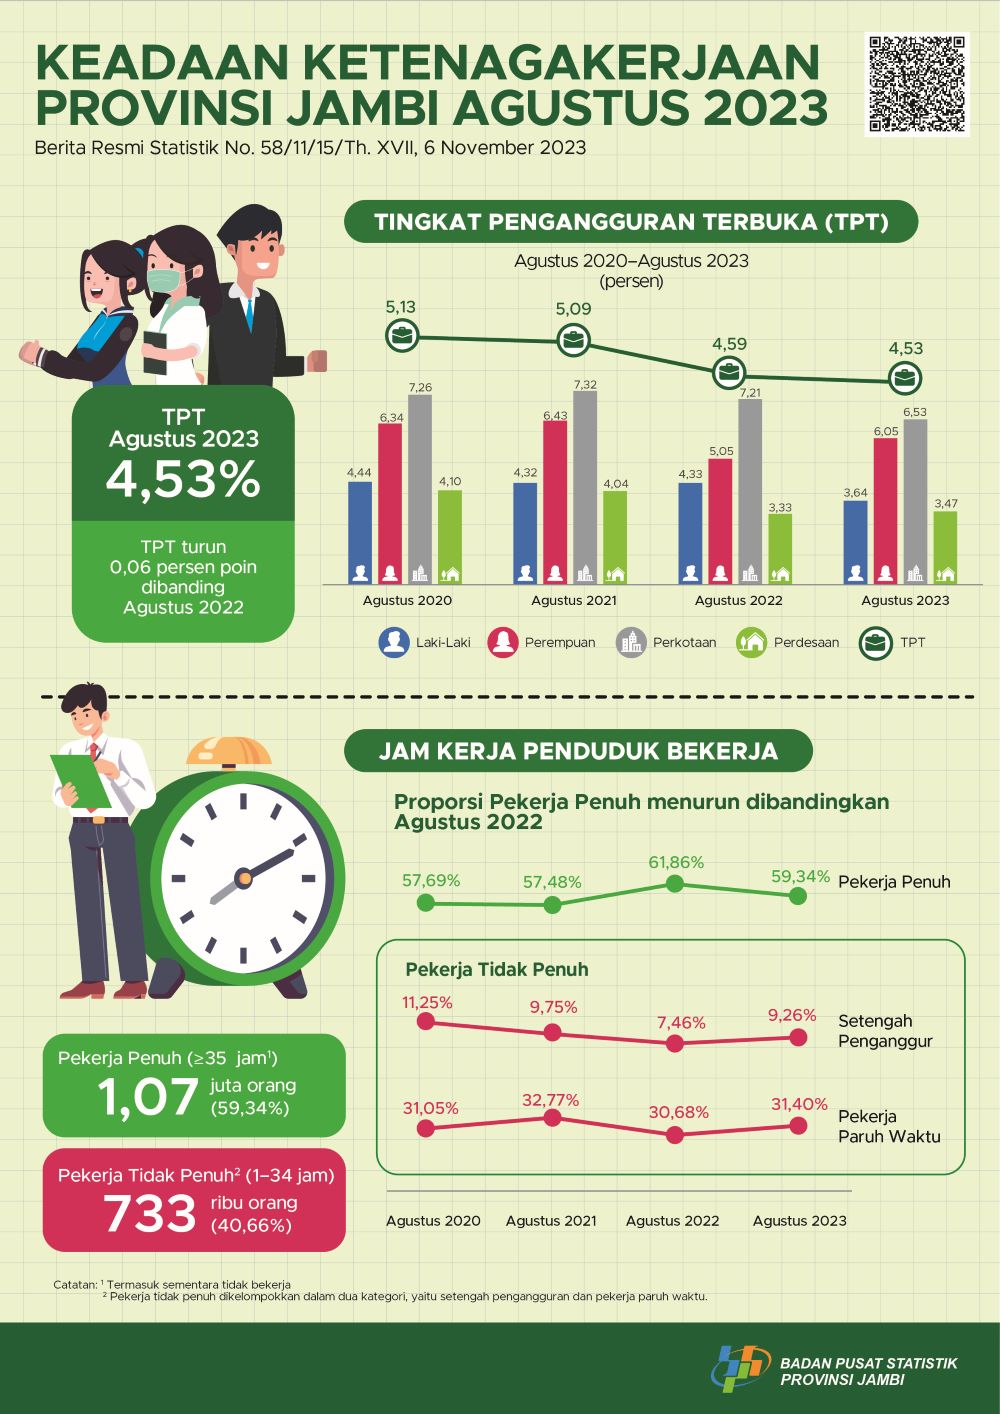 KEADAAN KETENAGAKERJAAN
PROVINSI JAMBI AGUSTUS 2023
Berita Resmi Statistik No. 58/11/15/Th. XVII, 6 November 2023
TINGKAT PENGANGGURAN TERBUKA (TPT)
Agustus 2020–Agustus 2023
(persen)
5,13
5,09
4,59
4,53
TPT
Agustus 2023
4,53%
TPT turun
0,06 persen poin
dibanding
Agustus 2022
4,44
6,34
7,26
4,10
4,32
6,43
7,32
4,04
4,33
5,05
7,21
3,33
3,64
6,05
6,53
3,47
Agustus 2020
Agustus 2021
Agustus 2022
Agustus 2023
Laki-Laki
Perempuan
Perkotaan
Perdesaan
TPT
JAM KERJA PENDUDUK BEKERJA
Proporsi Pekerja Penuh menurun dibandingkan
Agustus 2022
57,69%
57,48%
61,86%
59,34%
Pekerja Penuh
Pekerja Tidak Penuh
11,25%
9,75%
7,46%
9,26%
Setengah
Penganggur
31,05%
32,77%
30,68%
31,40%
Pekerja
Paruh Waktu
Agustus 2020
Agustus 2021
Agustus 2022
Agustus 2023
Pekerja Penuh (≥35 jam¹)
1,07 juta orang
(59,34%)
Pekerja Tidak Penuh² (1–34 jam)
733 ribu orang
(40,66%)
Catatan: ¹ Termasuk sementara tidak bekerja
² Pekerja tidak penuh dikelompokkan dalam dua kategori, yaitu setengah pengangguran dan pekerja paruh waktu.
BADAN PUSAT STATISTIK
PROVINSI JAMBI